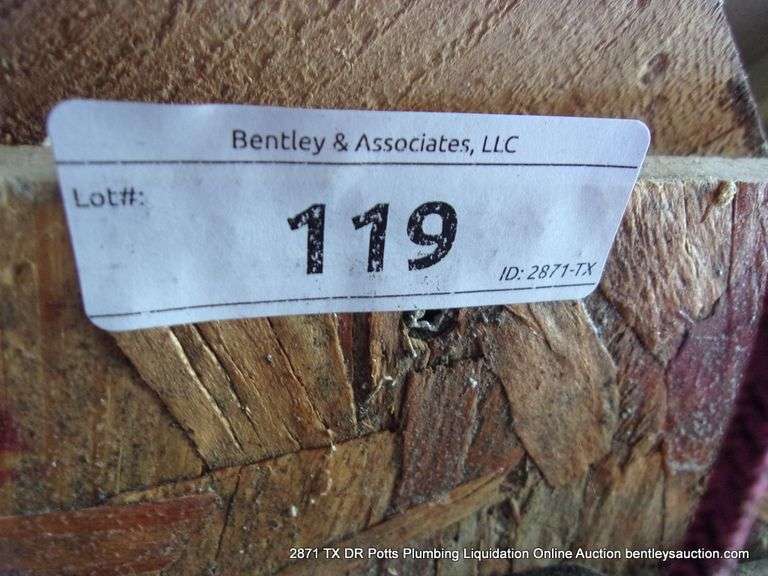 Bentley & Associates, LLC
Lot#:
119
ID: 2871-TX
2871 TX DR Potts Plumbing Liquidation Online Auction bentleysauction.com